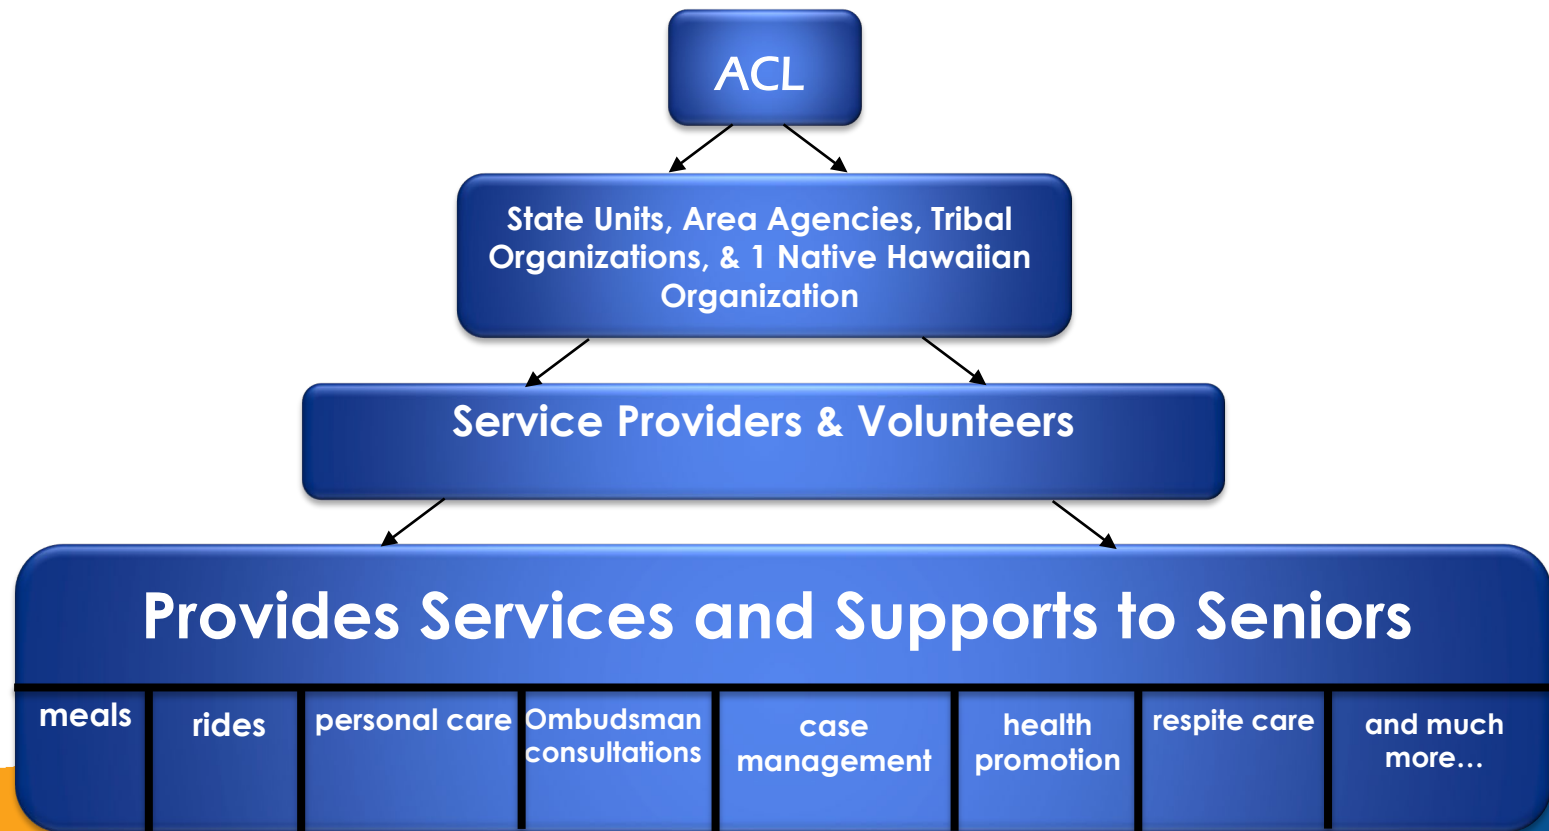 ACL
State Units, Area Agencies, Tribal
Organizations, & 1 Native Hawaiian
Organization
Service Providers & Volunteers
Provides Services and Supports to Seniors
meals
rides
personal care
Ombudsman
consultations
case
management
health
promotion
respite care
and much
more…